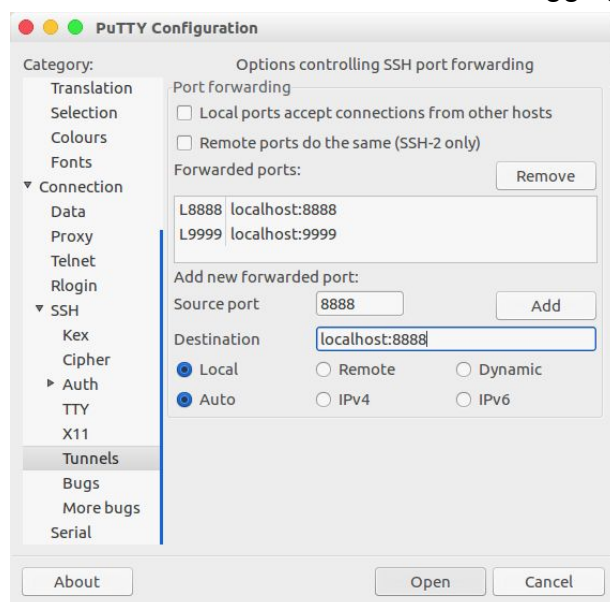 PuTTY Configuration
Category:
Options controlling SSH port forwarding
Translation
Selection
Colours
Fonts
Connection
Data
Proxy
Telnet
Rlogin
SSH
Kex
Cipher
Auth
TTY
X11
Tunnels
Bugs
More bugs
Serial
Port forwarding
Local ports accept connections from other hosts
Remote ports do the same (SSH-2 only)
Forwarded ports:
Remove
L8888 localhost:8888
L9999 localhost:9999
Add new forwarded port:
Source port 8888 Add
Destination localhost:8888
Local Remote Dynamic
Auto IPv4 IPv6
About Open Cancel